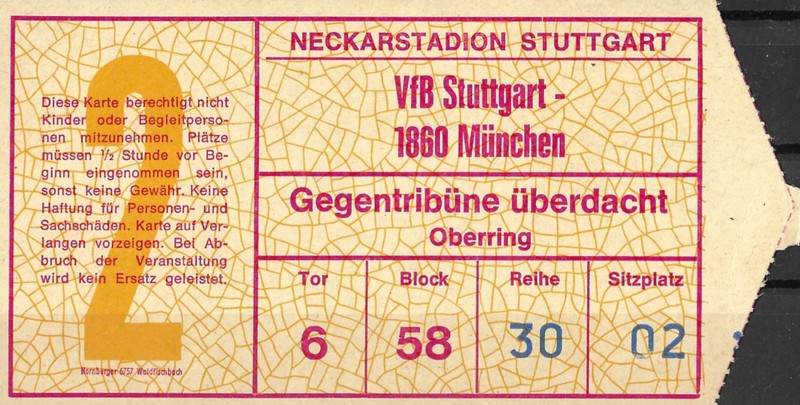 Diese Karte berechtigt nicht
Kinder oder Begleitperso-
nen mitzunehmen. Plätze
müssen ½ Stunde vor Be-
ginn eingenommen sein,
sonst keine Gewähr. Keine
Haftung für Personen- und
Sachschäden. Karte auf Ver-
langen vorzeigen. Bei Ab-
bruch der Veranstaltung
wird kein Ersatz geleistet.
2
Kornberger 6757 Waldfischbach
NECKARSTADION STUTTGART
VfB Stuttgart -
1860 München
Gegentribüne überdacht
Oberring
Tor Block Reihe Sitzplatz
6 58 30 02